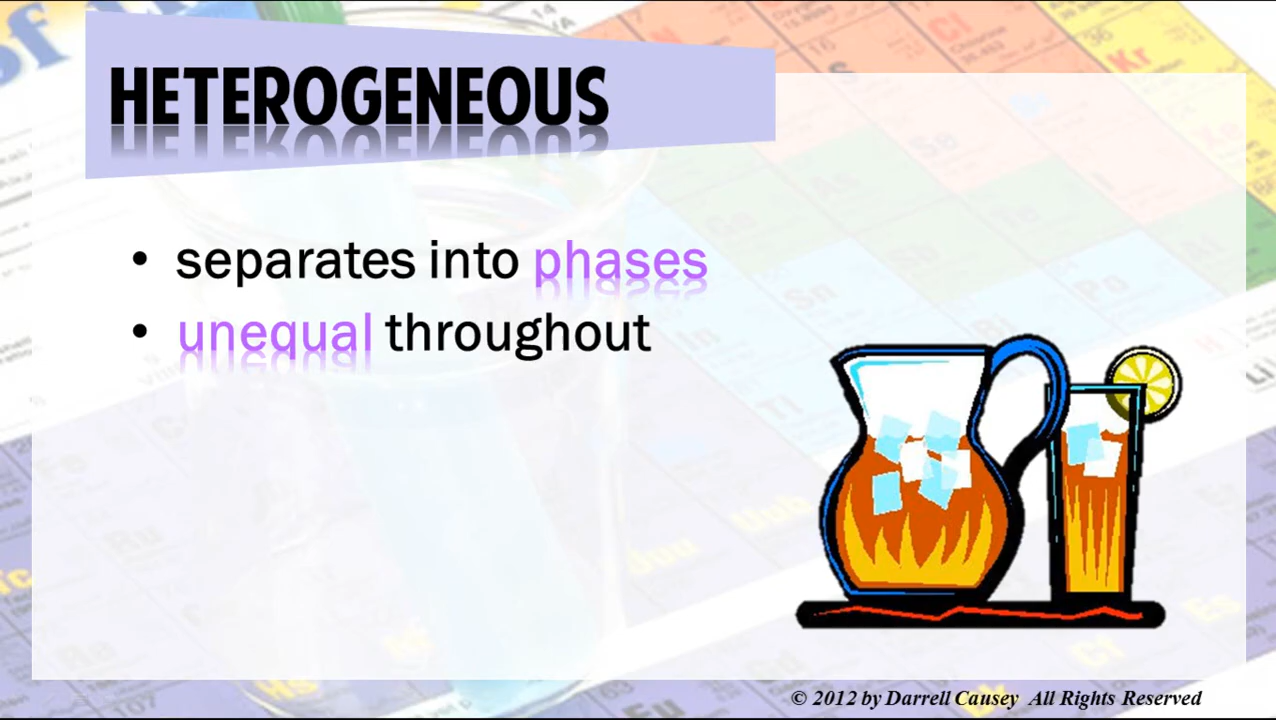 HETEROGENEOUS
• separates into phases
• unequal throughout
© 2012 by Darrell Causey All Rights Reserved